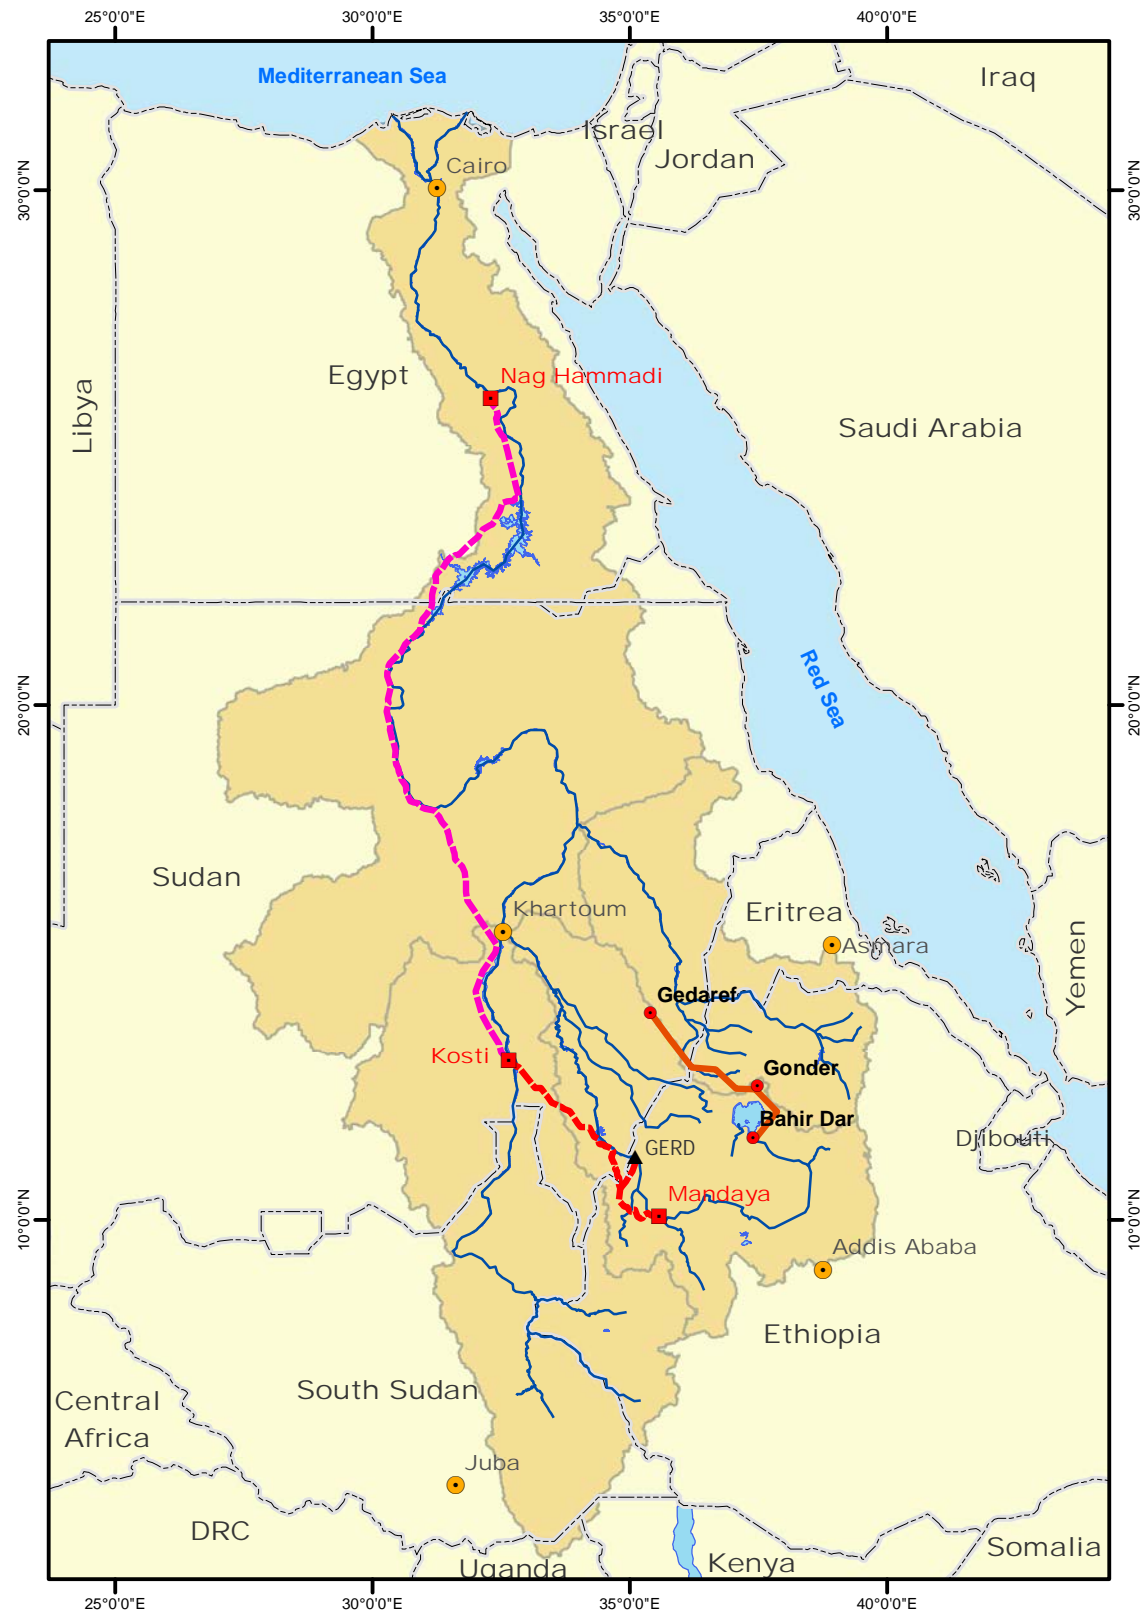 25°0'0"E
30°0'0"E
35°0'0"E
40°0'0"E
Mediterranean Sea
Iraq
Israel
Jordan
Cairo
30°0'0"N
30°0'0"N
Egypt
Nag Hammadi
Libya
Saudi Arabia
Red Sea
20°0'0"N
20°0'0"N
Sudan
Khartoum
Eritrea
Asmara
Yemen
Gedaref
Kosti
Gonder
Bahir Dar
Djibouti
GERD
Mandaya
10°0'0"N
10°0'0"N
Addis Ababa
Ethiopia
South Sudan
Central
Africa
Juba
DRC
Uganda
Kenya
Somalia
25°0'0"E
30°0'0"E
35°0'0"E
40°0'0"E